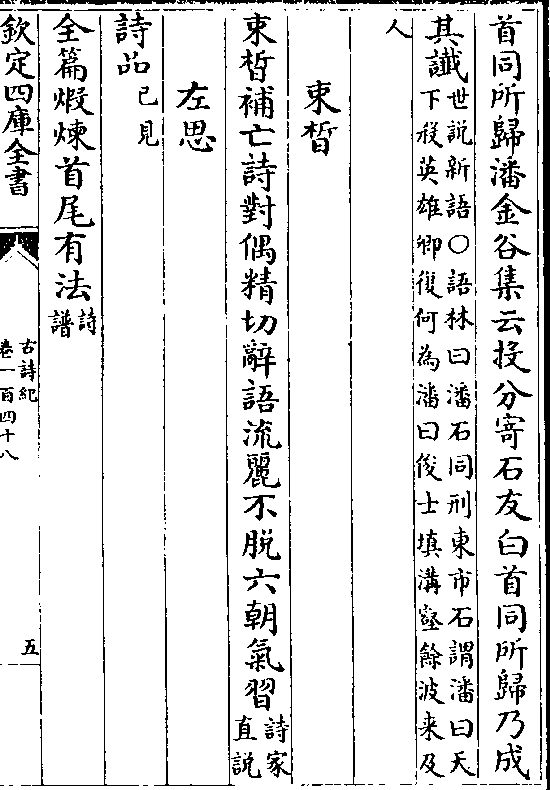 首同所歸潘金谷集云投分寄石友白首同所歸乃成
其讖世說新語〇語林曰潘石同刑東市石謂潘曰天
下殺英雄卿復何為潘曰俊士填溝壑餘波来及
人
束晳
束晳補亡詩對偶精切辭語流麗不脱六朝氣習詩家
直說
左思
詩品已見
全篇煆煉首尾有法詩
譜
欽定四庫全書
古詩紀
卷一百四十八
五